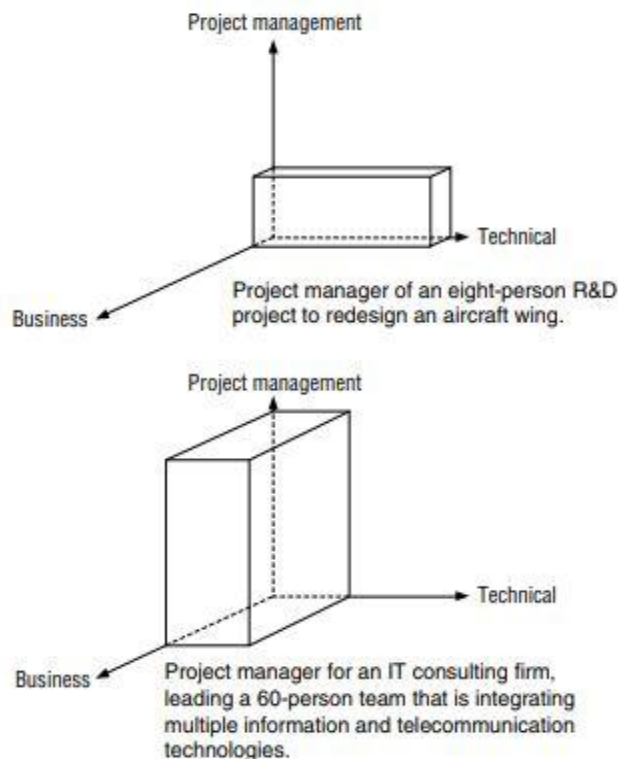 Project management
Technical
Business
Project manager of an eight-person R&D
project to redesign an aircraft wing.
Project management
Technical
Business
Project manager for an IT consulting firm,
leading a 60-person team that is integrating
multiple information and telecommunication
technologies.